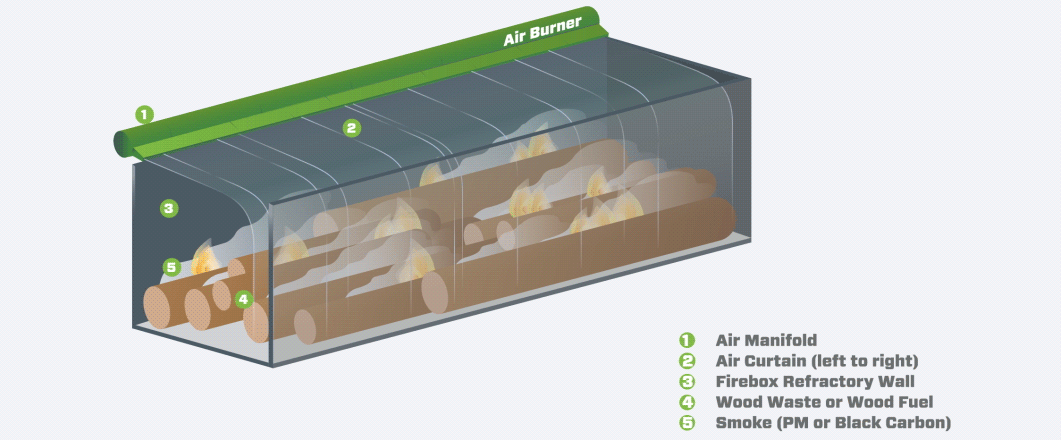 Air Burner
1
2
3
5
4
1 Air Manifold
2 Air Curtain (left to right)
3 Firebox Refractory Wall
4 Wood Waste or Wood Fuel
5 Smoke (PM or Black Carbon)